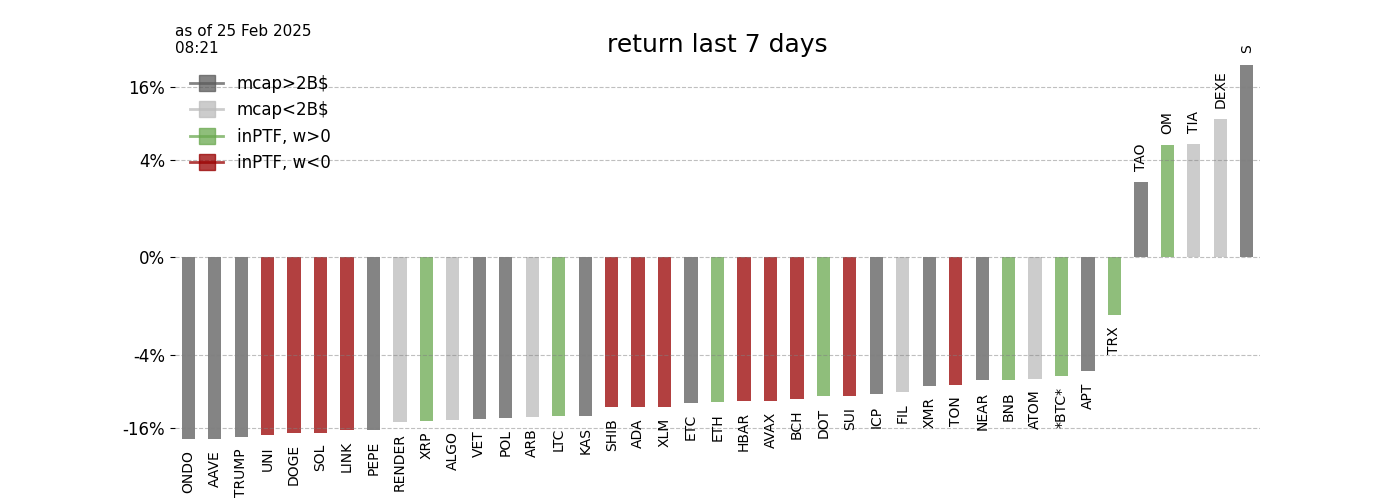 as of 25 Feb 2025
08:21
return last 7 days
mcap>2B$
mcap<2B$
inPTF, w>0
inPTF, w<0
16%
4%
0%
-4%
-16%
ONDO
AAVE
TRUMP
UNI
DOGE
SOL
LINK
PEPE
RENDER
XRP
ALGO
VET
POL
ARB
LTC
KAS
SHIB
ADA
XLM
ETC
ETH
HBAR
AVAX
BCH
DOT
SUI
ICP
FIL
XMR
TON
NEAR
BNB
ATOM
*BTC*
APT
TRX
TAO
OM
TIA
DEXE
S